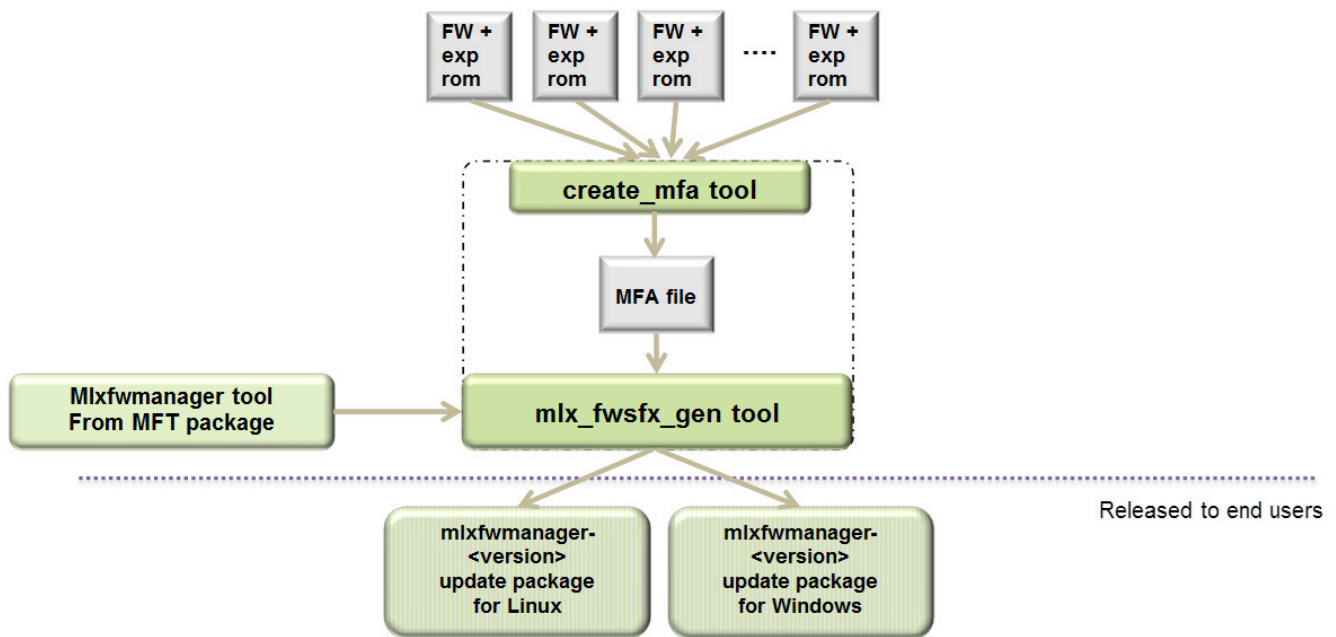 FW +
exp
rom
FW +
exp
rom
FW +
exp
rom
....
FW +
exp
rom
create_mfa tool
MFA file
Mlxfwmanager tool
From MFT package
mlx_fwsfx_gen tool
Released to end users
mlxfwmanager-
<version>
update package
for Linux
mlxfwmanager-
<version>
update package
for Windows